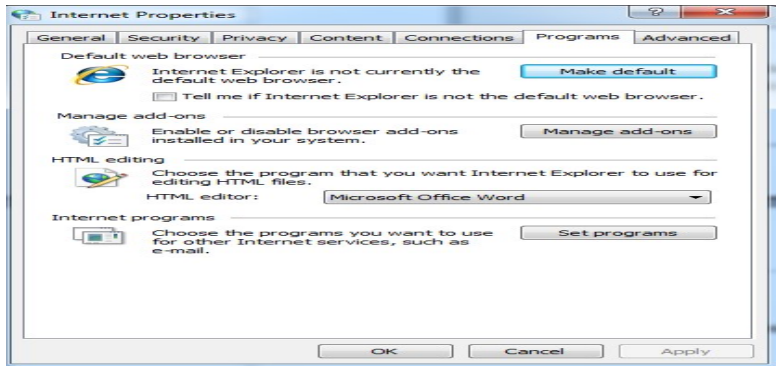 Internet Properties
General Security Privacy Content Connections Programs Advanced
Default web browser
Internet Explorer is not currently the
default web browser.
Make default
Tell me if Internet Explorer is not the default web browser.
Manage add-ons
Enable or disable browser add-ons
installed in your system.
Manage add-ons
HTML editing
Choose the program that you want Internet Explorer to use for
editing HTML files.
HTML editor:
Microsoft Office Word
Internet programs
Choose the programs you want to use
for other Internet services, such as
e-mail.
Set programs
OK Cancel Apply